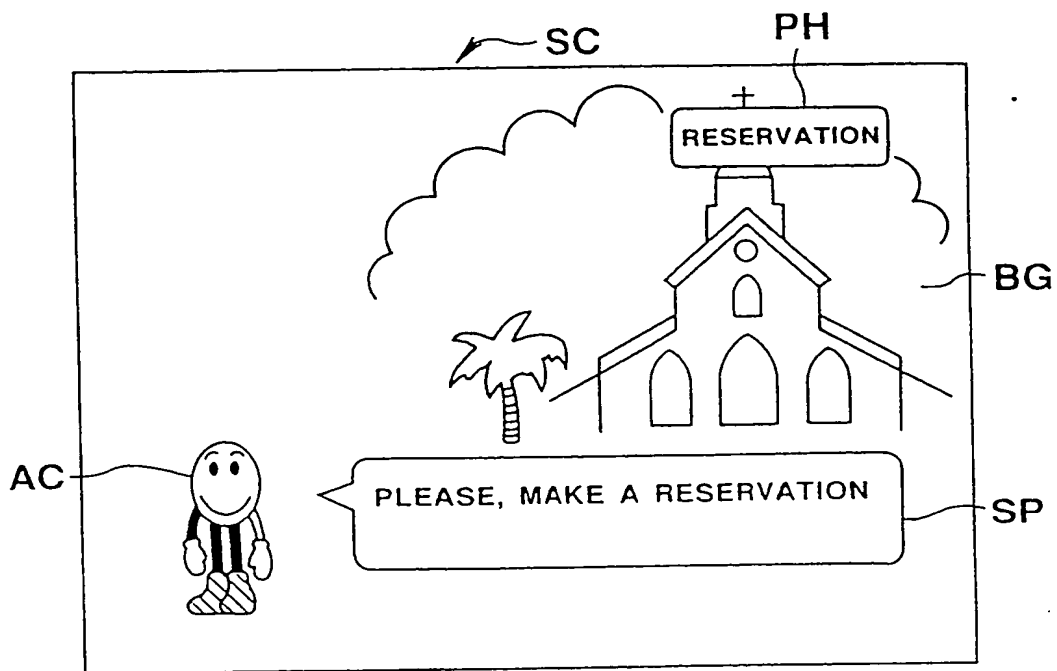 SC
PH
RESERVATION
BG
AC
PLEASE, MAKE A RESERVATION
SP